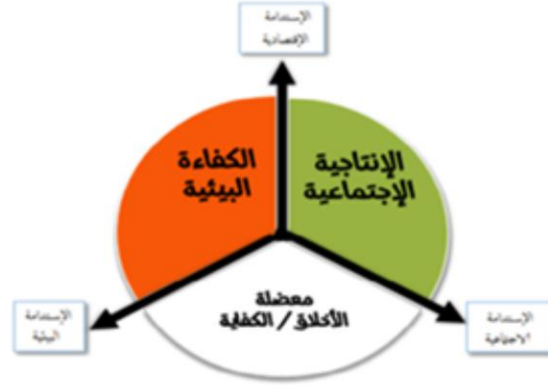 الإستدامة
الإقتصادية
الكفاءة
البيئية
الإنتاجية
الإجتماعية
معضلة
الأخلاق / الكفاية
الإستدامة
البيئية
الإستدامة
الاجتماعية